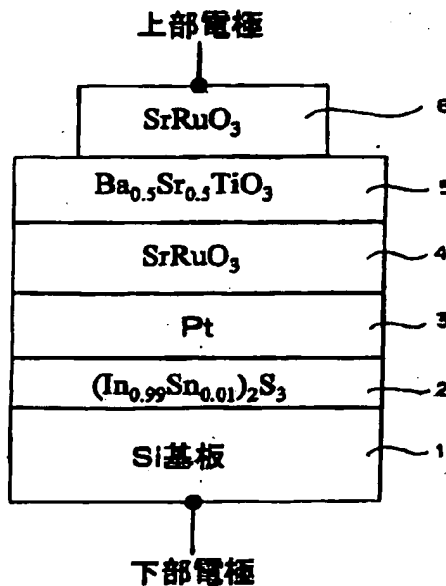 上部電極
SrRuO₃ 6
Ba₀.₅Sr₀.₅TiO₃ 5
SrRuO₃ 4
Pt 3
(In₀.₉₉Sn₀.₀₁)₂S₃ 2
Si基板 1
下部電極